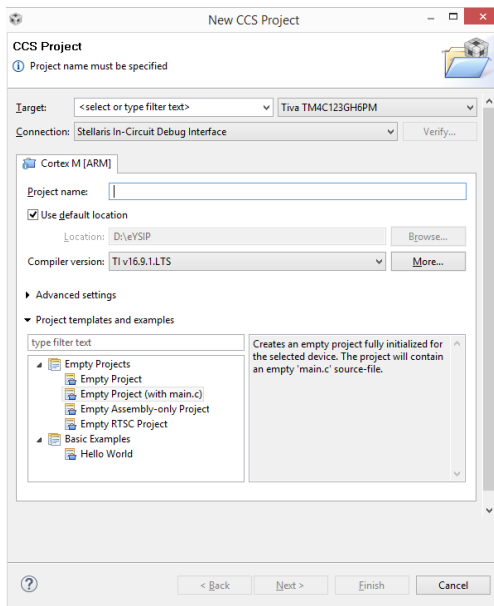 New CCS Project
CCS Project
Project name must be specified
Target: <select or type filter text> Tiva TM4C123GH6PM
Connection: Stellaris In-Circuit Debug Interface Verify...
Cortex M [ARM]
Project name:
Use default location
Location: D:\eYSIP Browse...
Compiler version: TI v16.9.1.LTS More...
Advanced settings
Project templates and examples
type filter text
Empty Projects
Empty Project
Empty Project (with main.c)
Empty Assembly-only Project
Empty RTSC Project
Basic Examples
Hello World
Creates an empty project fully initialized for
the selected device. The project will contain
an empty 'main.c' source-file.
< Back Next > Finish Cancel